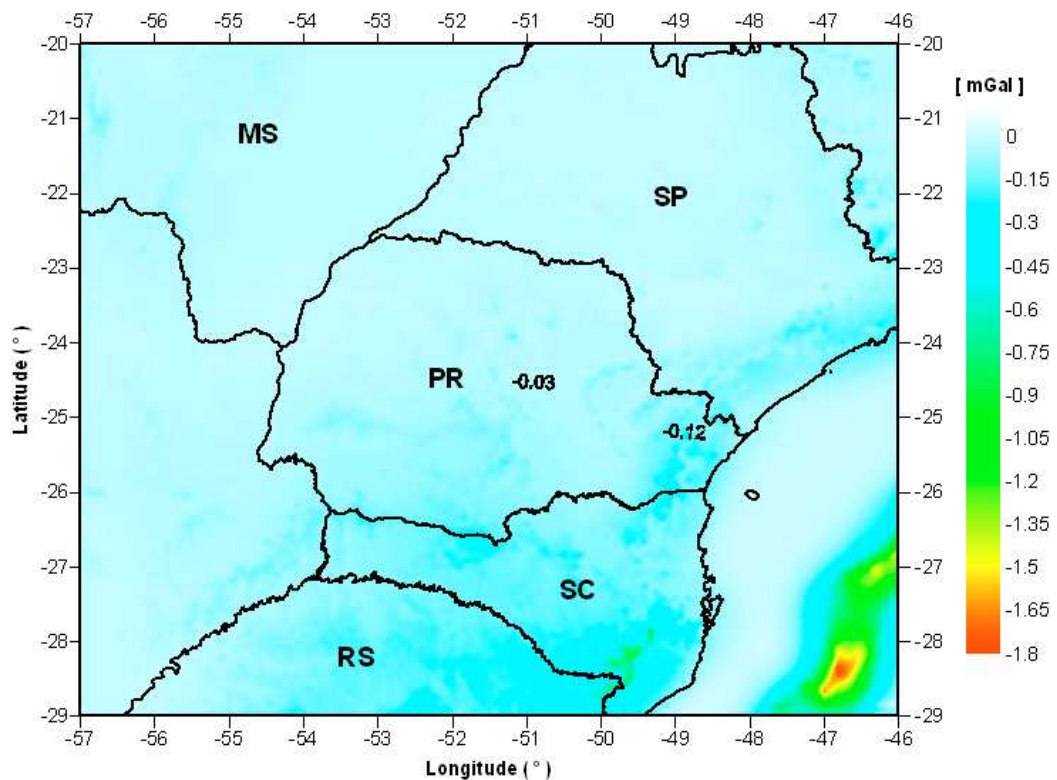 -57 -56 -55 -54 -53 -52 -51 -50 -49 -48 -47 -46
-20 -20
[ mGal ]
-21 MS -21
0
-0.15
-22 SP -22
-0.3
-0.45
-23 -23
-0.6
-0.75
-24 -24
-0.9
PR -0.03
-1.05
-25 -0.12 -25
-1.2
-1.35
-26 -26
-1.5
-27 -27
-1.65
SC
-28 RS -28
-1.8
-29 -29
-57 -56 -55 -54 -53 -52 -51 -50 -49 -48 -47 -46
Latitude ( ° )
Longitude ( ° )